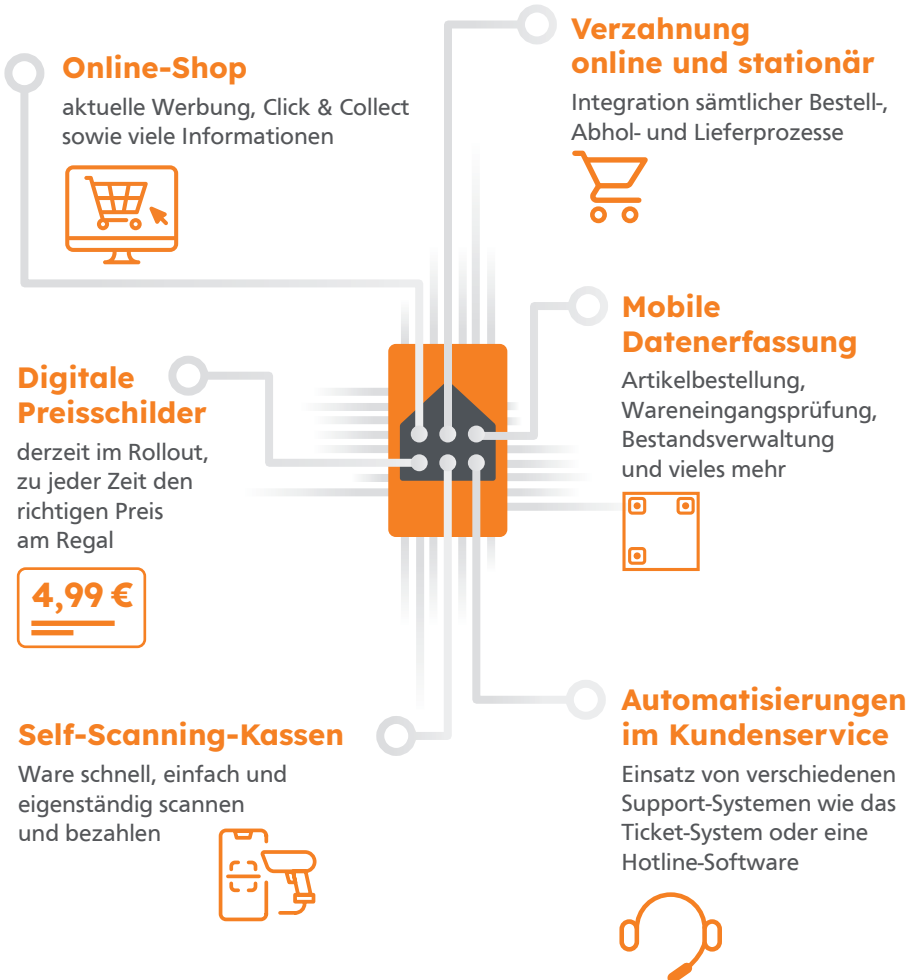 Online-Shop
aktuelle Werbung, Click & Collect
sowie viele Informationen
Verzahnung
online und stationär
Integration sämtlicher Bestell-,
Abhol- und Lieferprozesse
Digitale
Preisschilder
derzeit im Rollout,
zu jeder Zeit den
richtigen Preis
am Regal
4,99 €
Mobile
Datenerfassung
Artikelbestellung,
Wareneingangsprüfung,
Bestandsverwaltung
und vieles mehr
Self-Scanning-Kassen
Ware schnell, einfach und
eigenständig scannen
und bezahlen
Automatisierungen
im Kundenservice
Einsatz von verschiedenen
Support-Systemen wie das
Ticket-System oder eine
Hotline-Software